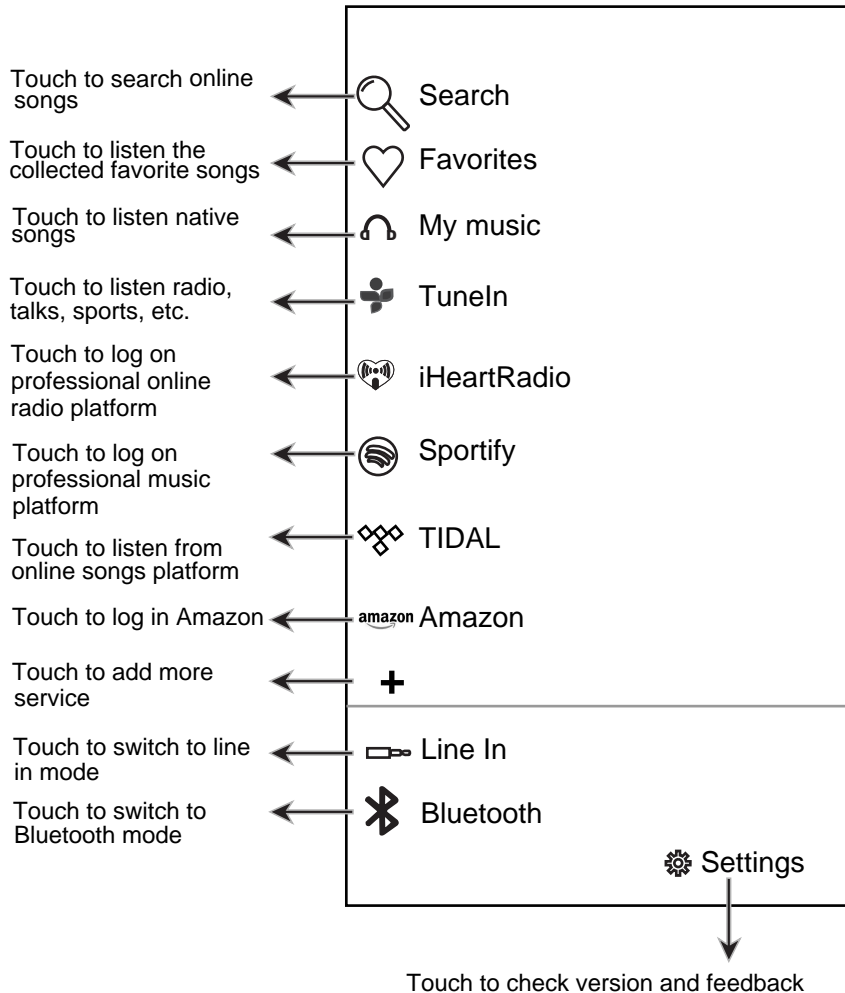 Touch to search online
songs
Search
Touch to listen the
collected favorite songs
Favorites
Touch to listen native
songs
My music
Touch to listen radio,
talks, sports, etc.
TuneIn
Touch to log on
professional online
radio platform
iHeartRadio
Touch to log on
professional music
platform
Sportify
Touch to listen from
online songs platform
TIDAL
Touch to log in Amazon
amazon Amazon
Touch to add more
service
+
Touch to switch to line
in mode
Line In
Touch to switch to
Bluetooth mode
Bluetooth
Settings
Touch to check version and feedback